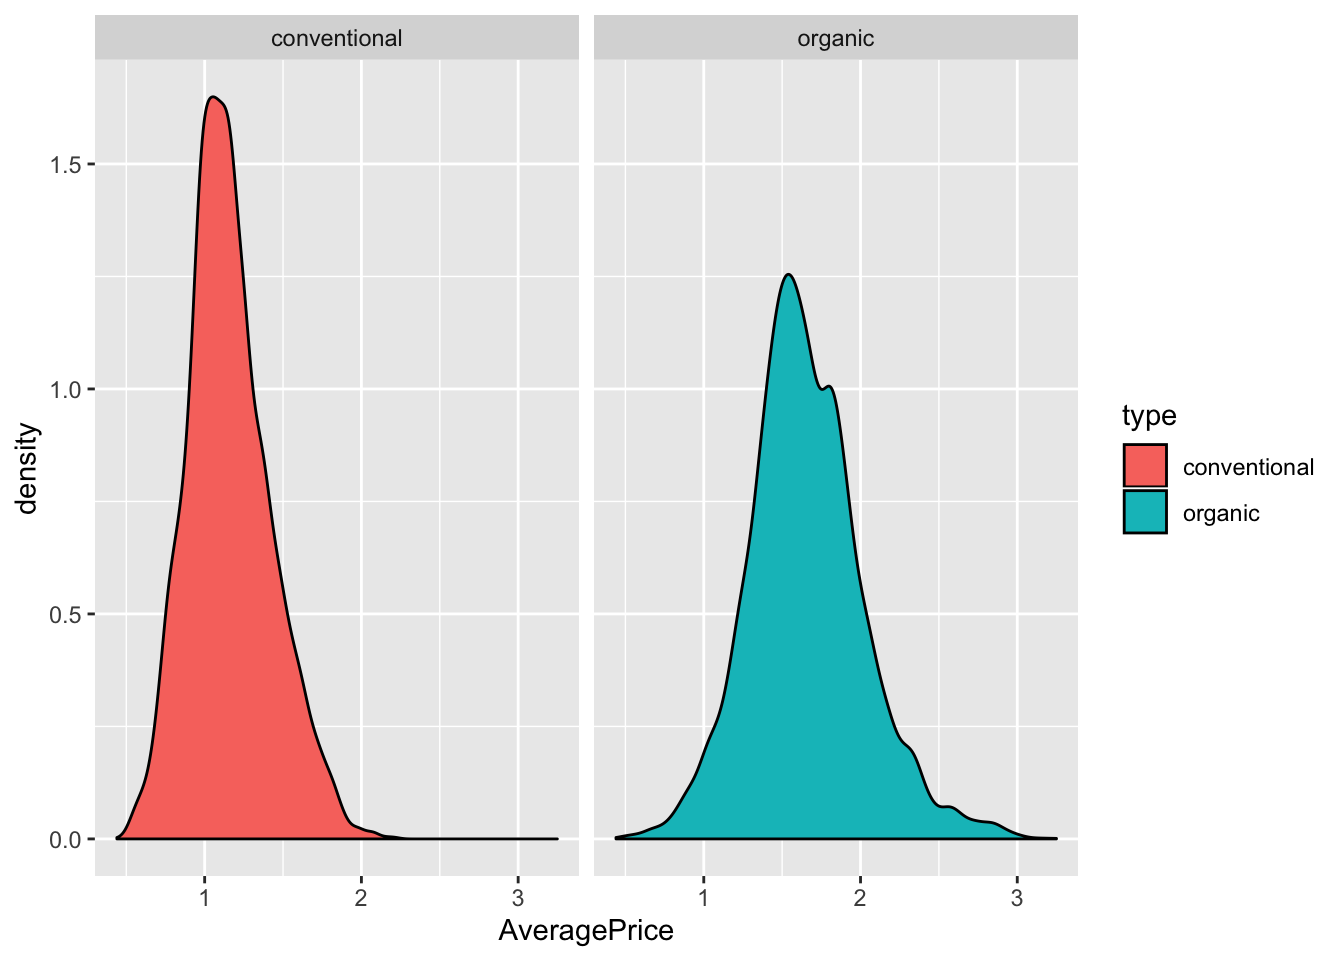 conventional
organic
1.5
1.0
0.5
0.0
density
1 2 3
1 2 3
AveragePrice
type
conventional
organic